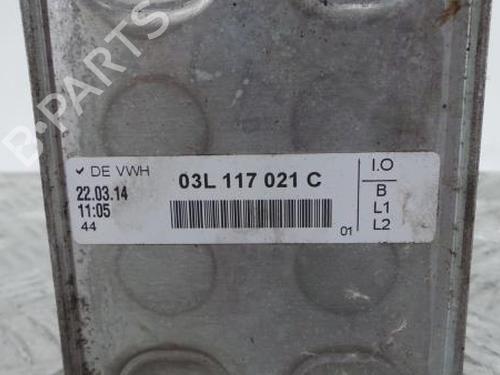 B-PARTS
✓ DE VWH
22.03.14
11:05
44
03L 117 021 C
01
I.O
B
L1
L2